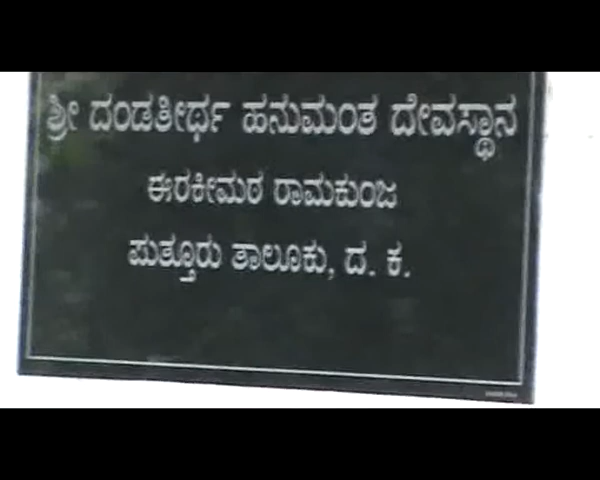 ಶ್ರೀ ದಂಡತೀರ್ಥ ಹನುಮಂತ ದೇವಸ್ಥಾನ
ಈರಕೀಮಠ ರಾಮಕುಂಜ
ಪುತ್ತೂರು ತಾಲೂಕು, ದ. ಕ.